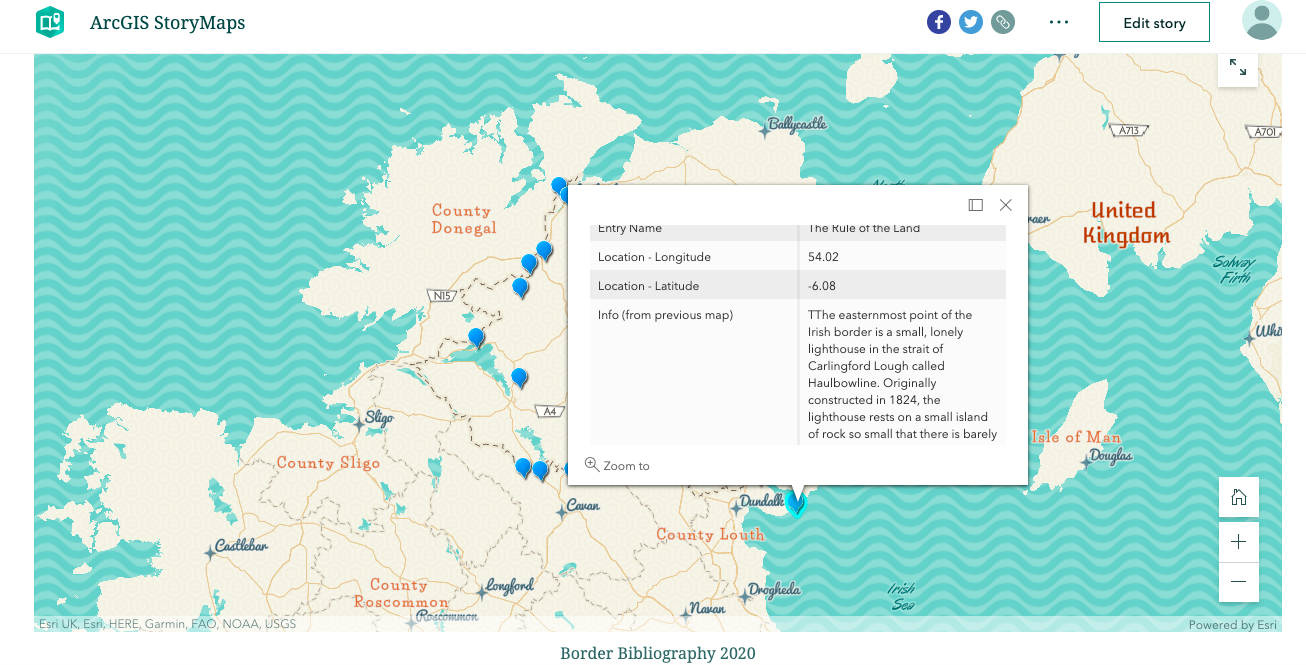 ArcGIS StoryMaps
Edit story
Ballycastle
A713
A701
County
Donegal
United
Kingdom
raer
North
Solway
Firth
N15
Whi
Entry Name The Rule of the Land
Location - Longitude 54.02
Location - Latitude -6.08
Info (from previous map) TThe easternmost point of the
Irish border is a small, lonely
lighthouse in the strait of
Carlingford Lough called
Haulbowline. Originally
constructed in 1824, the
lighthouse rests on a small island
of rock so small that there is barely
Zoom to
A4
Sligo
County Sligo
Isle of Man
Douglas
Cavan
Dundalk
County Louth
Castlebar
County
Roscommon
Longford
Roscommon
Drogheda
Navan
Irish
Sea
Esri UK, Esri, HERE, Garmin, FAO, NOAA, USGS
Powered by Esri
Border Bibliography 2020